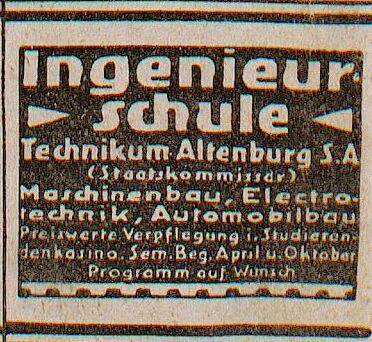 Ingenieur-
schule
Technikum Altenburg S.A
(Staatskommissar)
Maschinenbau, Electro-
technik, Automobilbau
Preiswerte Verpflegung i. Studieren-
denkasino. Sem. Beg. April u. Oktober
Programm auf Wunsch